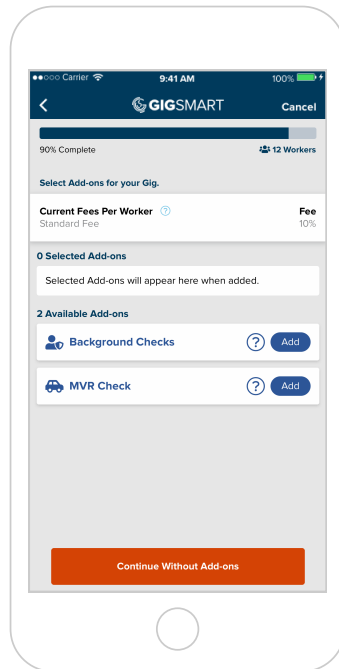 Carrier 9:41 AM 100%
GIGSMART Cancel
90% Complete 12 Workers
Select Add-ons for your Gig.
Current Fees Per Worker ? Fee
Standard Fee 10%
0 Selected Add-ons
Selected Add-ons will appear here when added.
2 Available Add-ons
Background Checks ? Add
MVR Check ? Add
Continue Without Add-ons